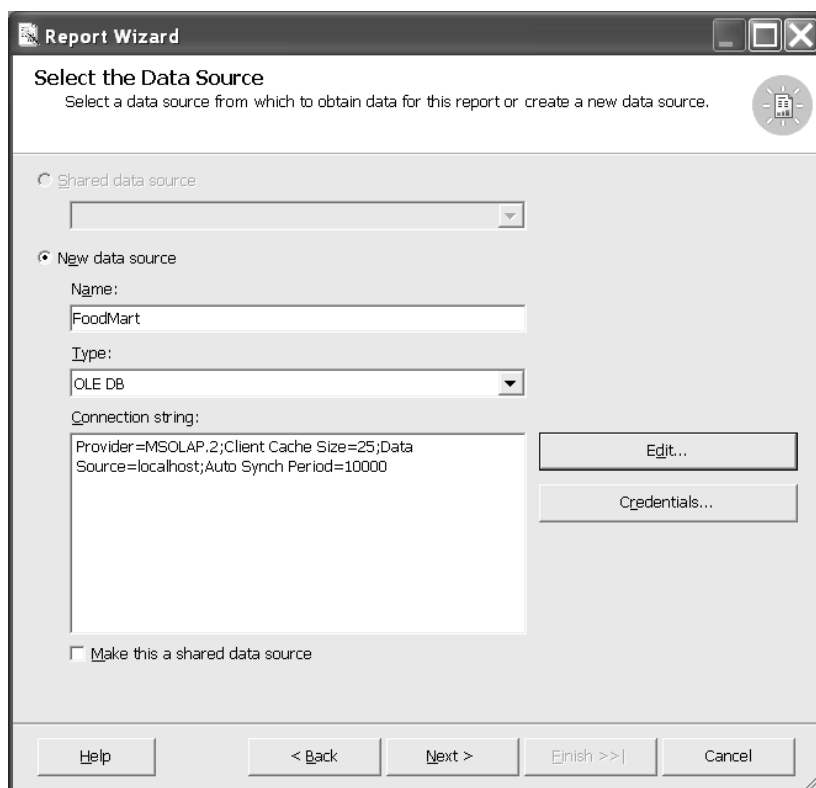 Report Wizard
Select the Data Source
Select a data source from which to obtain data for this report or create a new data source.
Shared data source
New data source
Name:
FoodMart
Type:
OLE DB
Connection string:
Provider=MSOLAP.2;Client Cache Size=25;Data
Source=localhost;Auto Synch Period=10000
Edit...
Credentials...
Make this a shared data source
Help
< Back
Next >
Finish >>|
Cancel